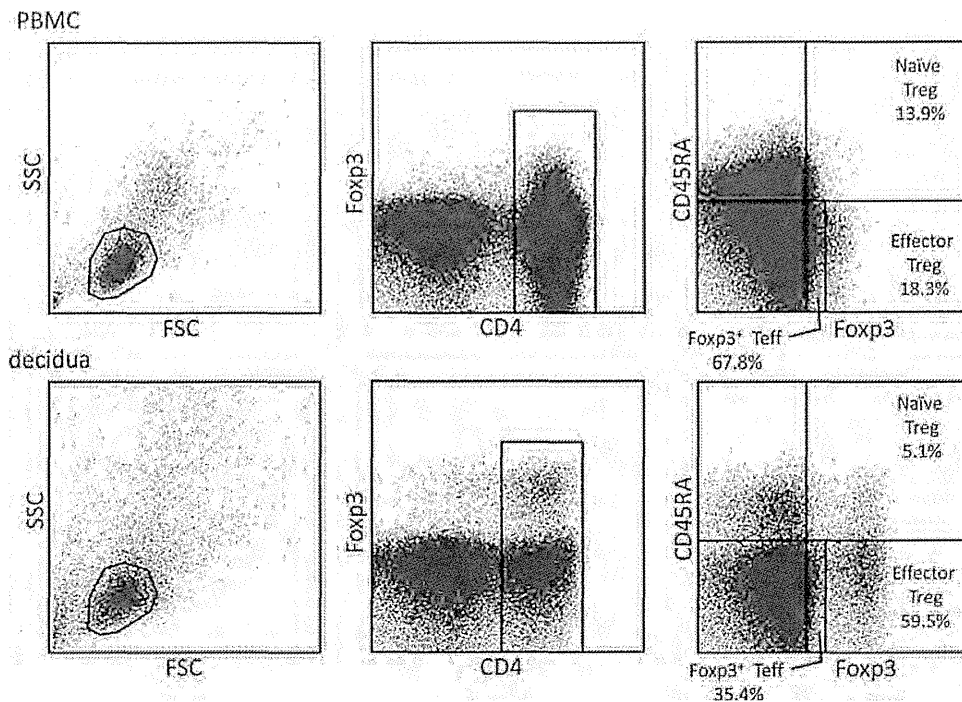 PBMC
SSC
FSC
Foxp3
CD4
CD45RA
Naïve
Treg
13.9%
Effector
Treg
18.3%
Foxp3
Foxp3⁺ Teff
67.8%
decidua
SSC
FSC
Foxp3
CD4
CD45RA
Naïve
Treg
5.1%
Effector
Treg
59.5%
Foxp3
Foxp3⁺ Teff
35.4%